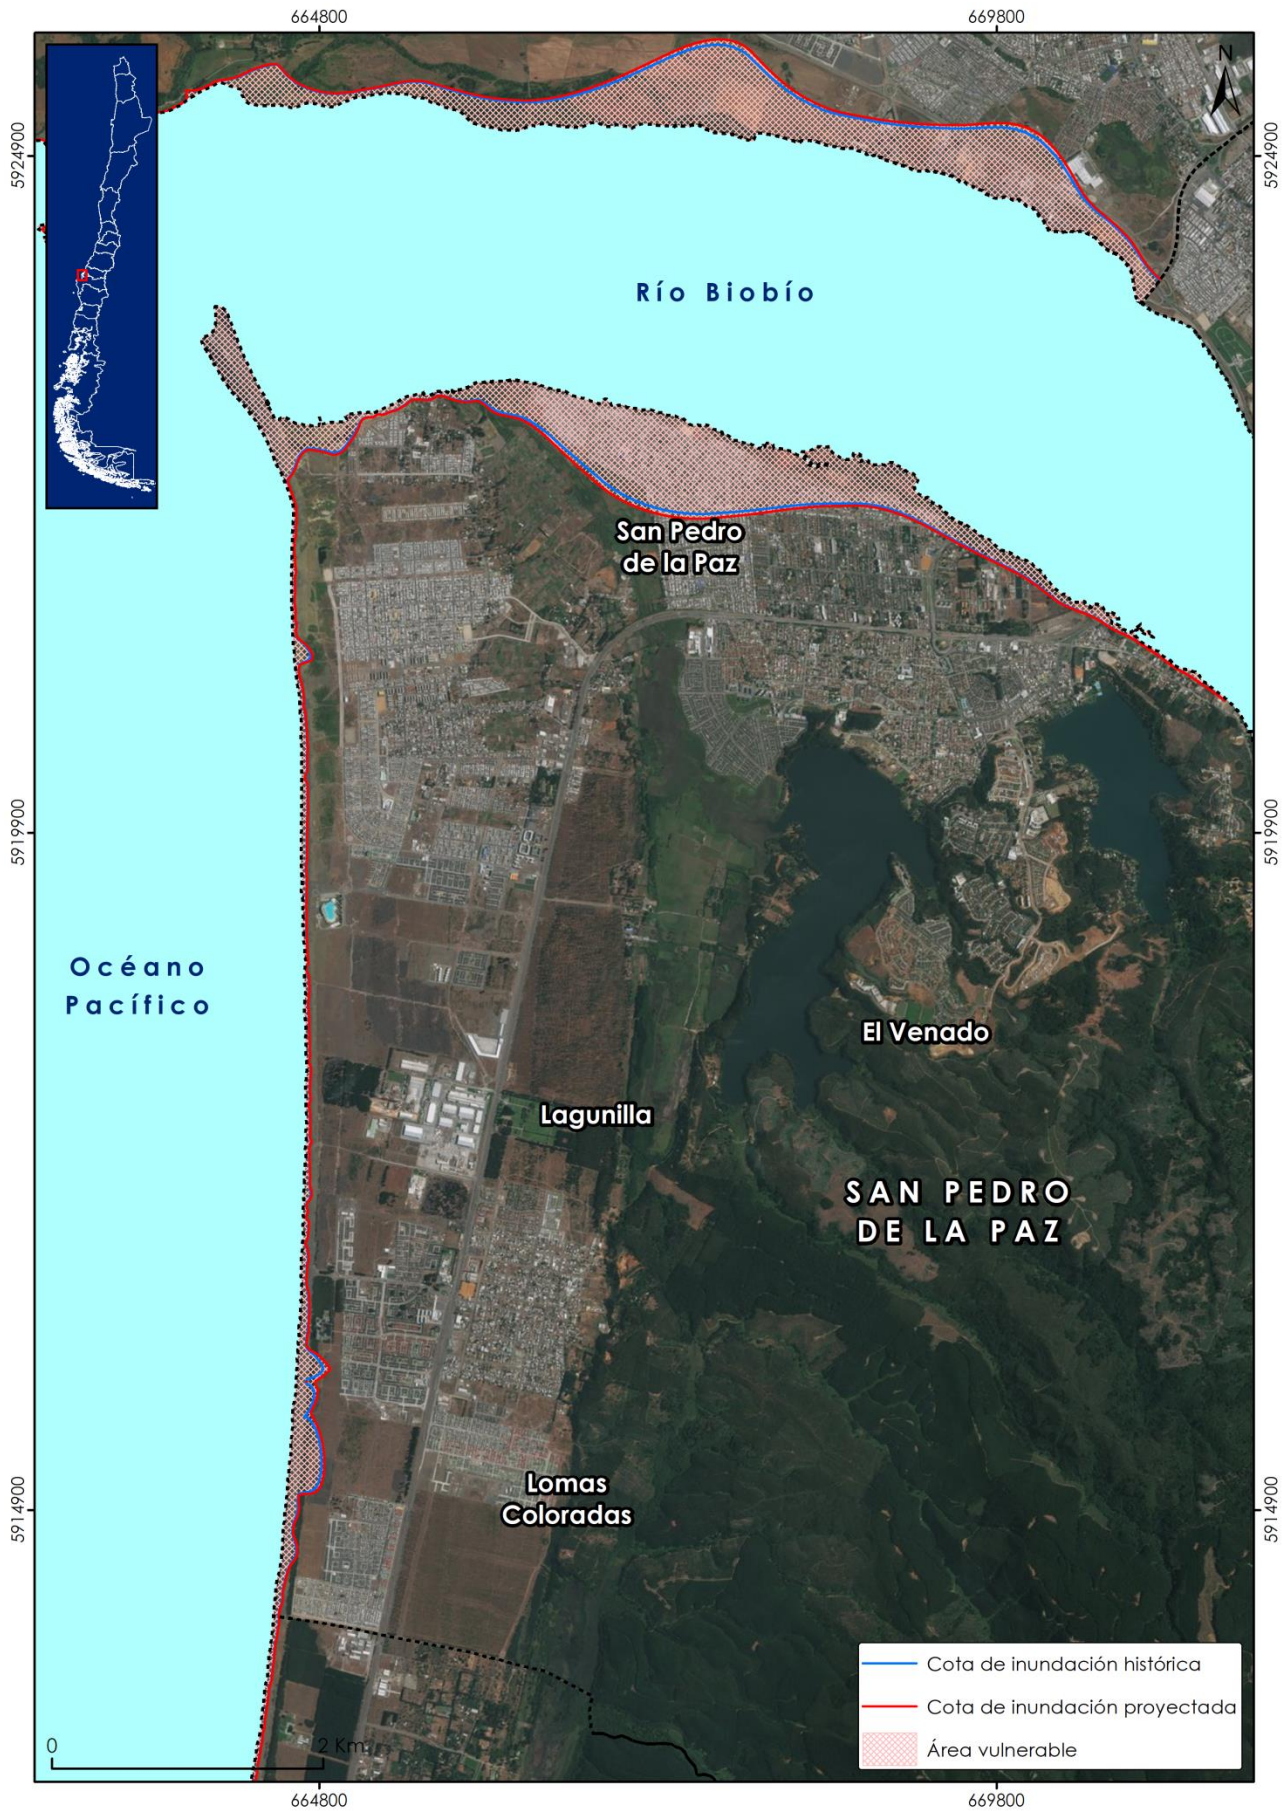 664800
669800
N
5924900
5924900
Río Biobío
San Pedro
de la Paz
5919900
5919900
Océano
Pacífico
El Venado
Lagunilla
SAN PEDRO
DE LA PAZ
Lomas
Coloradas
5914900
5914900
Cota de inundación histórica
Cota de inundación proyectada
Área vulnerable
0
2 Km
664800
669800